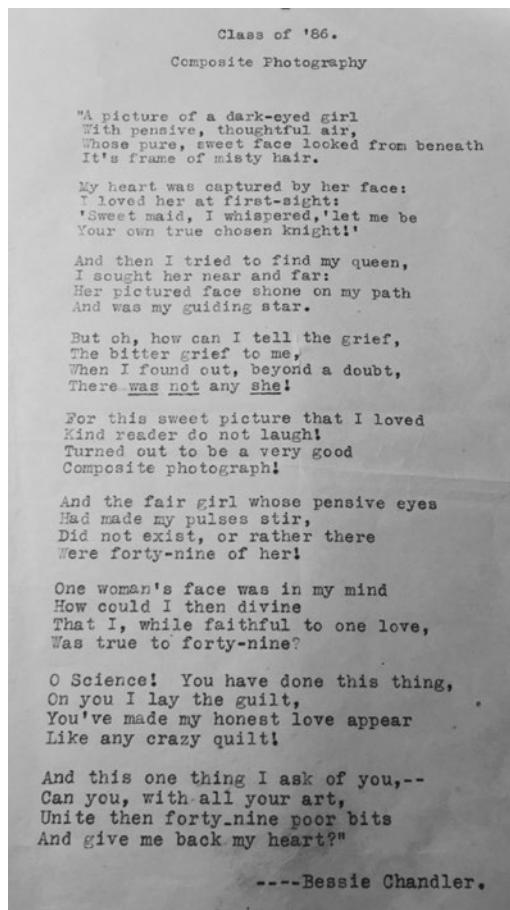 Class of '86.
Composite Photography
"A picture of a dark-eyed girl
With pensive, thoughtful air,
Whose pure, sweet face looked from beneath
It's frame of misty hair.
My heart was captured by her face:
I loved her at first-sight:
'Sweet maid, I whispered,'let me be
Your own true chosen knight!'
And then I tried to find my queen,
I sought her near and far:
Her pictured face shone on my path
And was my guiding star.
But oh, how can I tell the grief,
The bitter grief to me,
When I found out, beyond a doubt,
There was not any she!
For this sweet picture that I loved
Kind reader do not laugh!
Turned out to be a very good
Composite photograph!
And the fair girl whose pensive eyes
Had made my pulses stir,
Did not exist, or rather there
Were forty-nine of her!
One woman's face was in my mind
How could I then divine
That I, while faithful to one love,
Was true to forty-nine?
O Science!  You have done this thing,
On you I lay the guilt,
You've made my honest love appear
Like any crazy quilt!
And this one thing I ask of you,--
Can you, with all your art,
Unite then forty-nine poor bits
And give me back my heart?"
----Bessie Chandler.